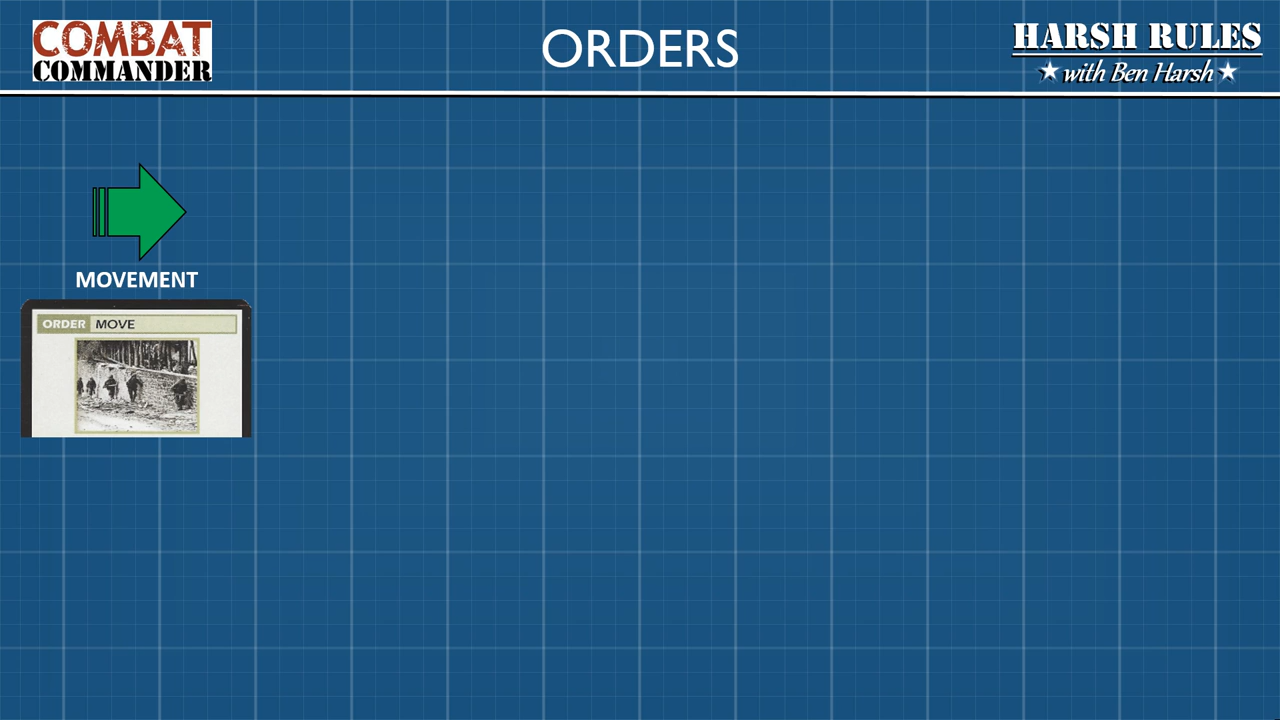 COMBAT
COMMANDER
ORDERS
HARSH RULES
with Ben Harsh
MOVEMENT
ORDER MOVE